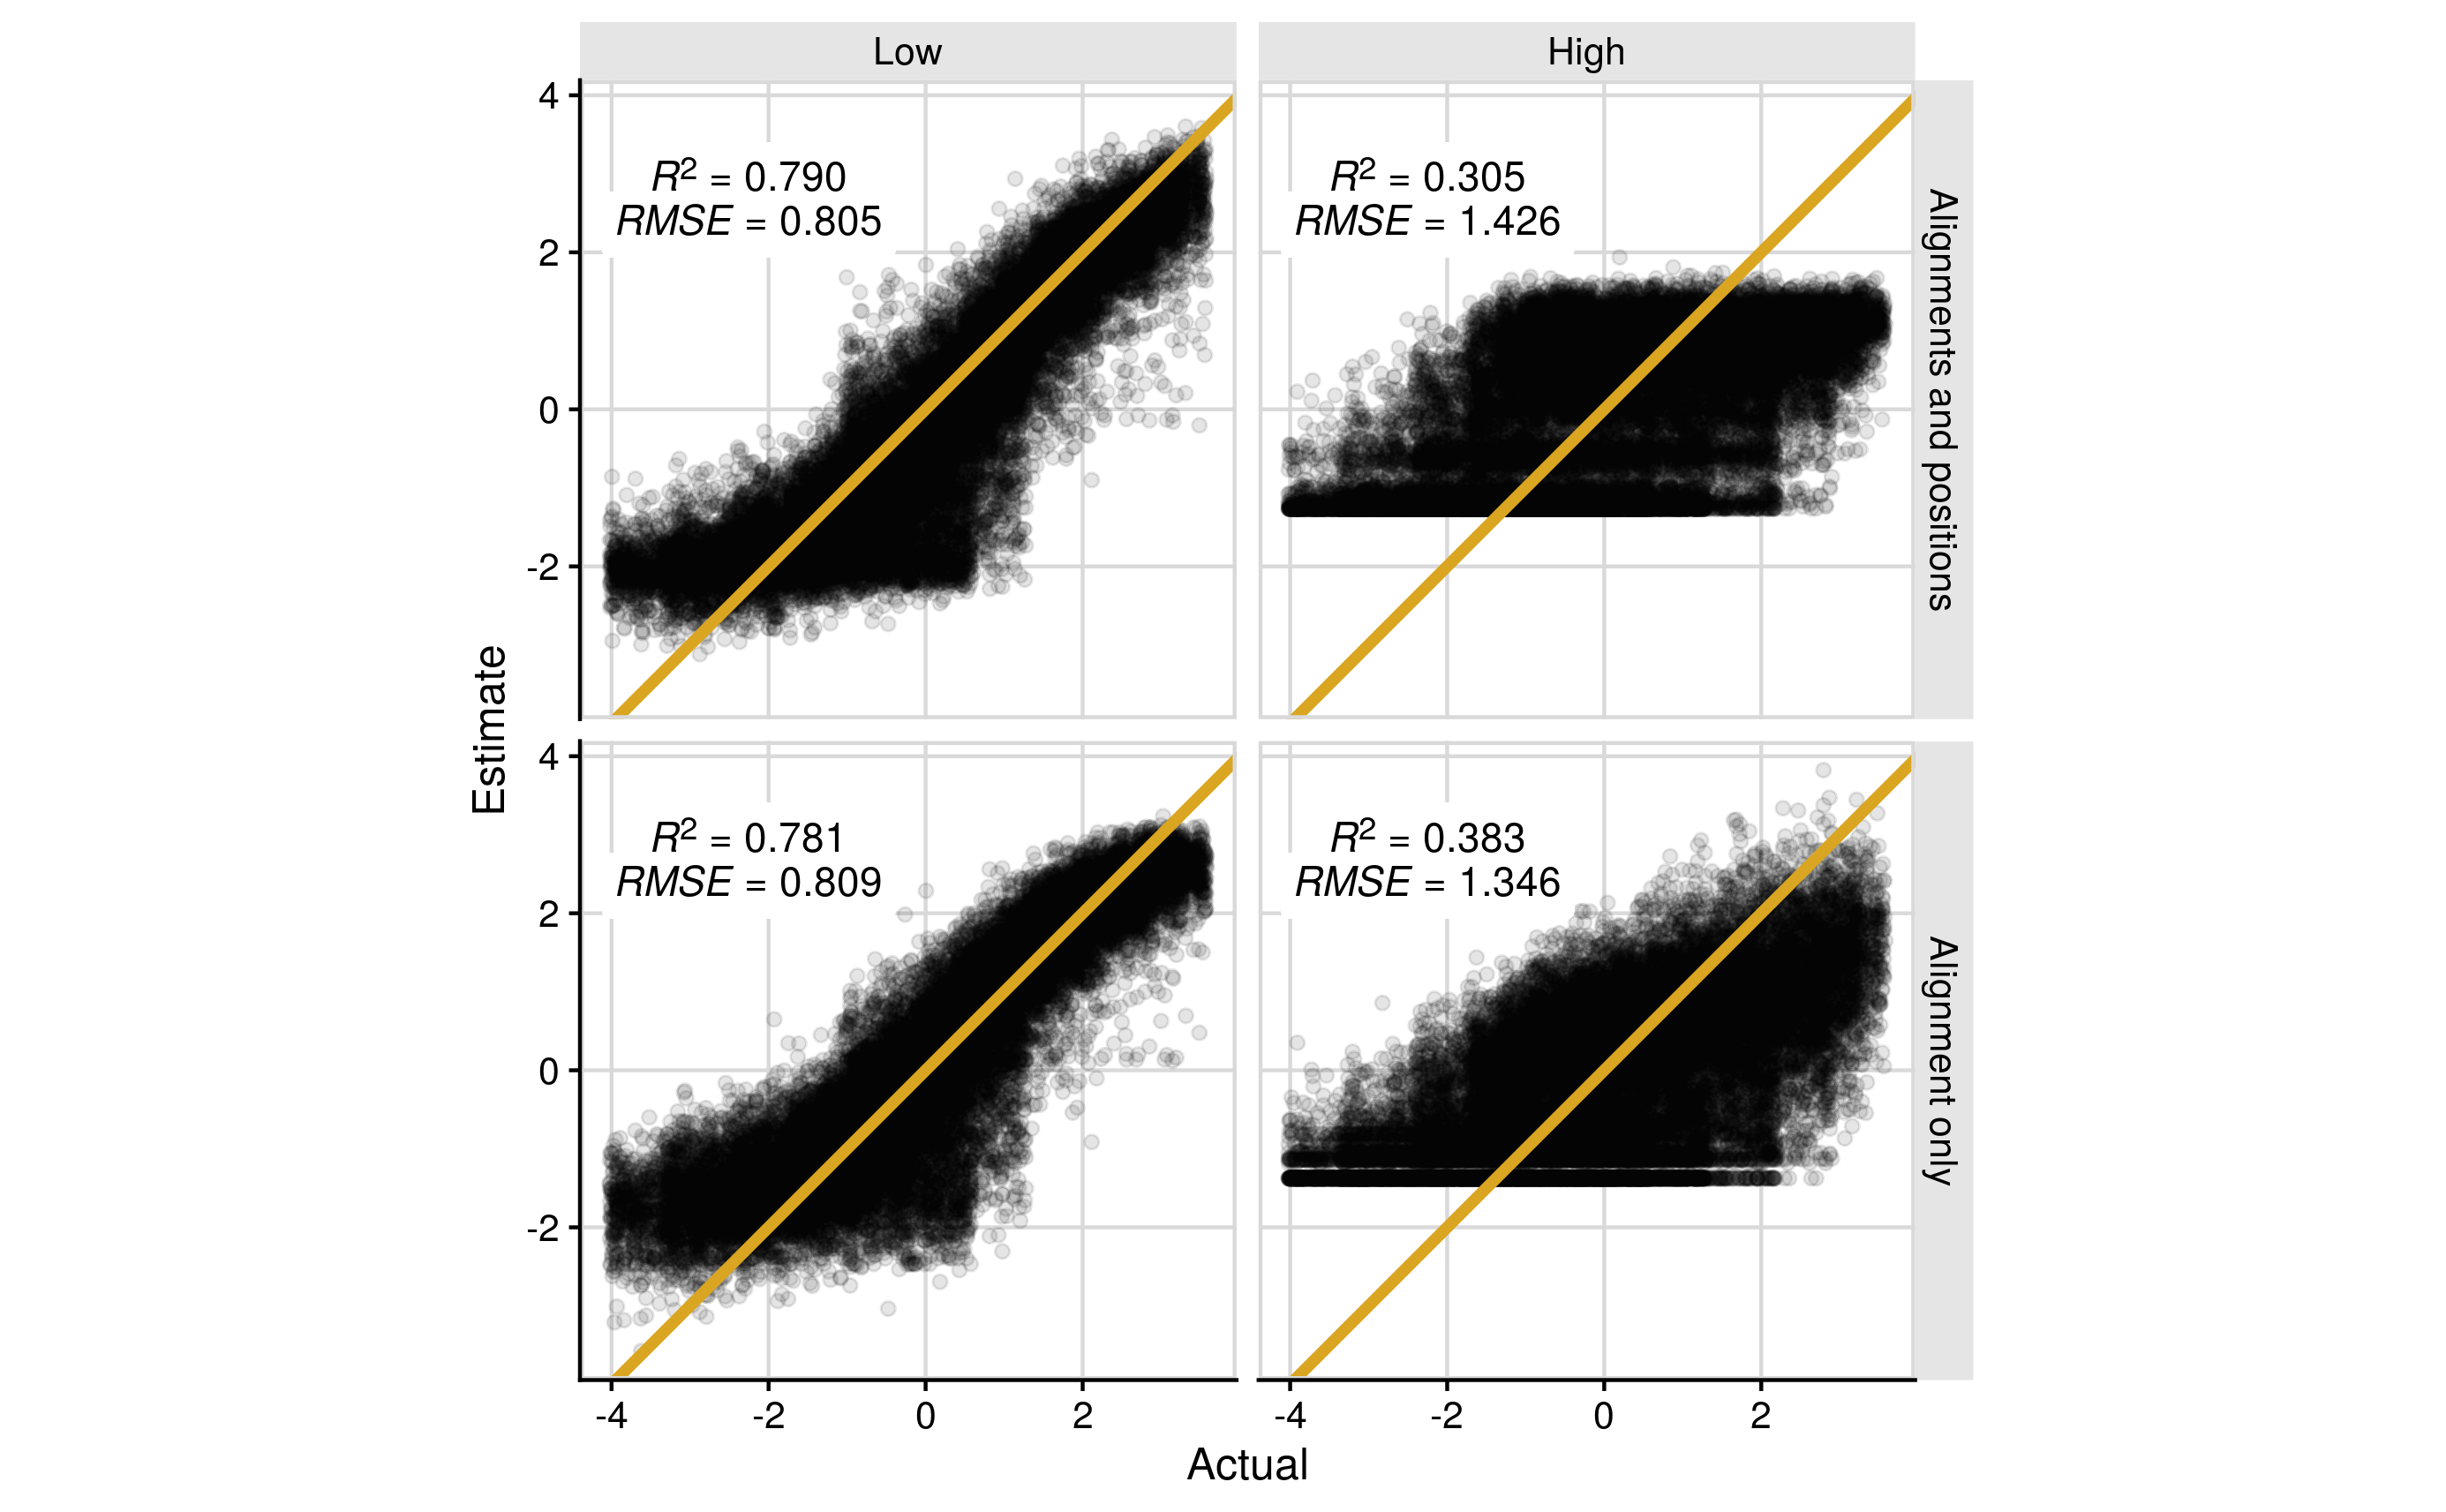 Low
High
4
2
0
-2
R2 = 0.790
RMSE = 0.805
R2 = 0.305
RMSE = 1.426
Alignments and positions
Estimate
4
2
0
-2
R2 = 0.781
RMSE = 0.809
R2 = 0.383
RMSE = 1.346
Alignment only
-4 -2 0 2
-4 -2 0 2
Actual